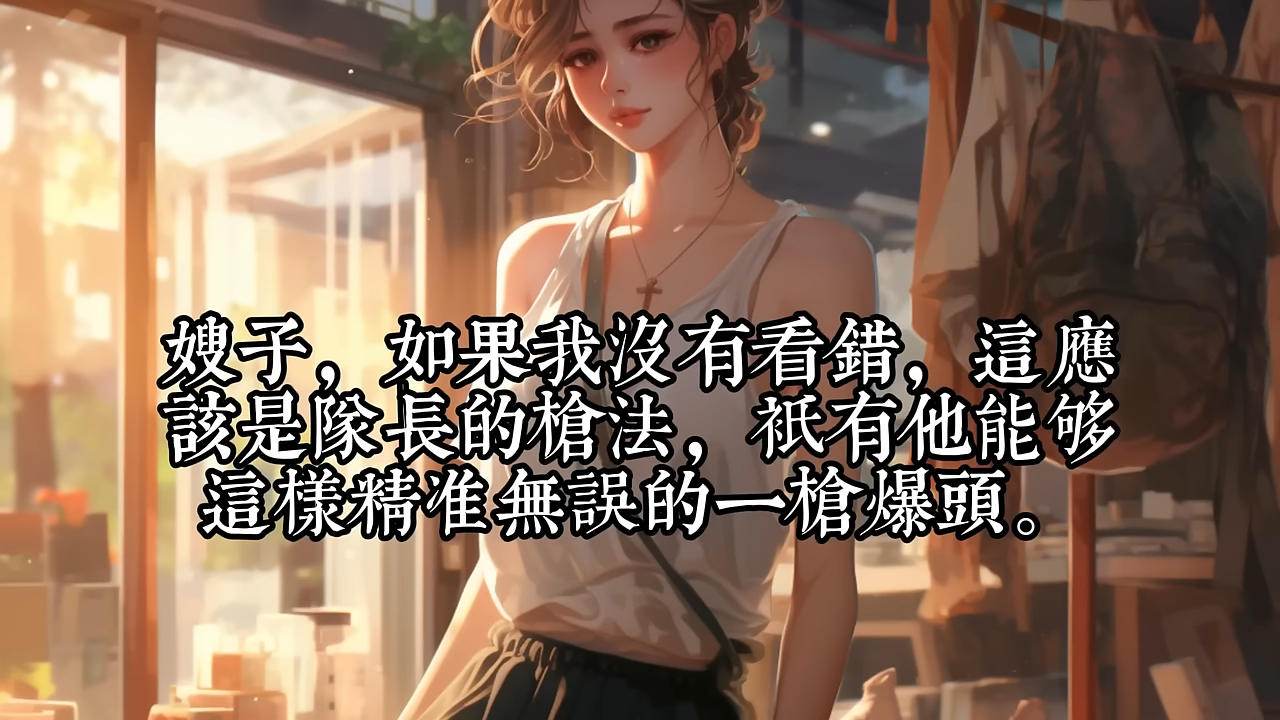 嫂子，如果我沒有看錯，這應
該是隊長的槍法，祇有他能够
這樣精准無誤的一槍爆頭。